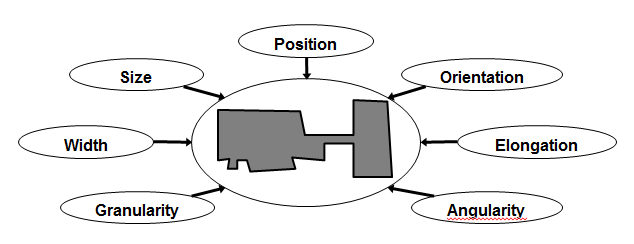 Position
Size
Orientation
Width
Elongation
Granularity
Angularity